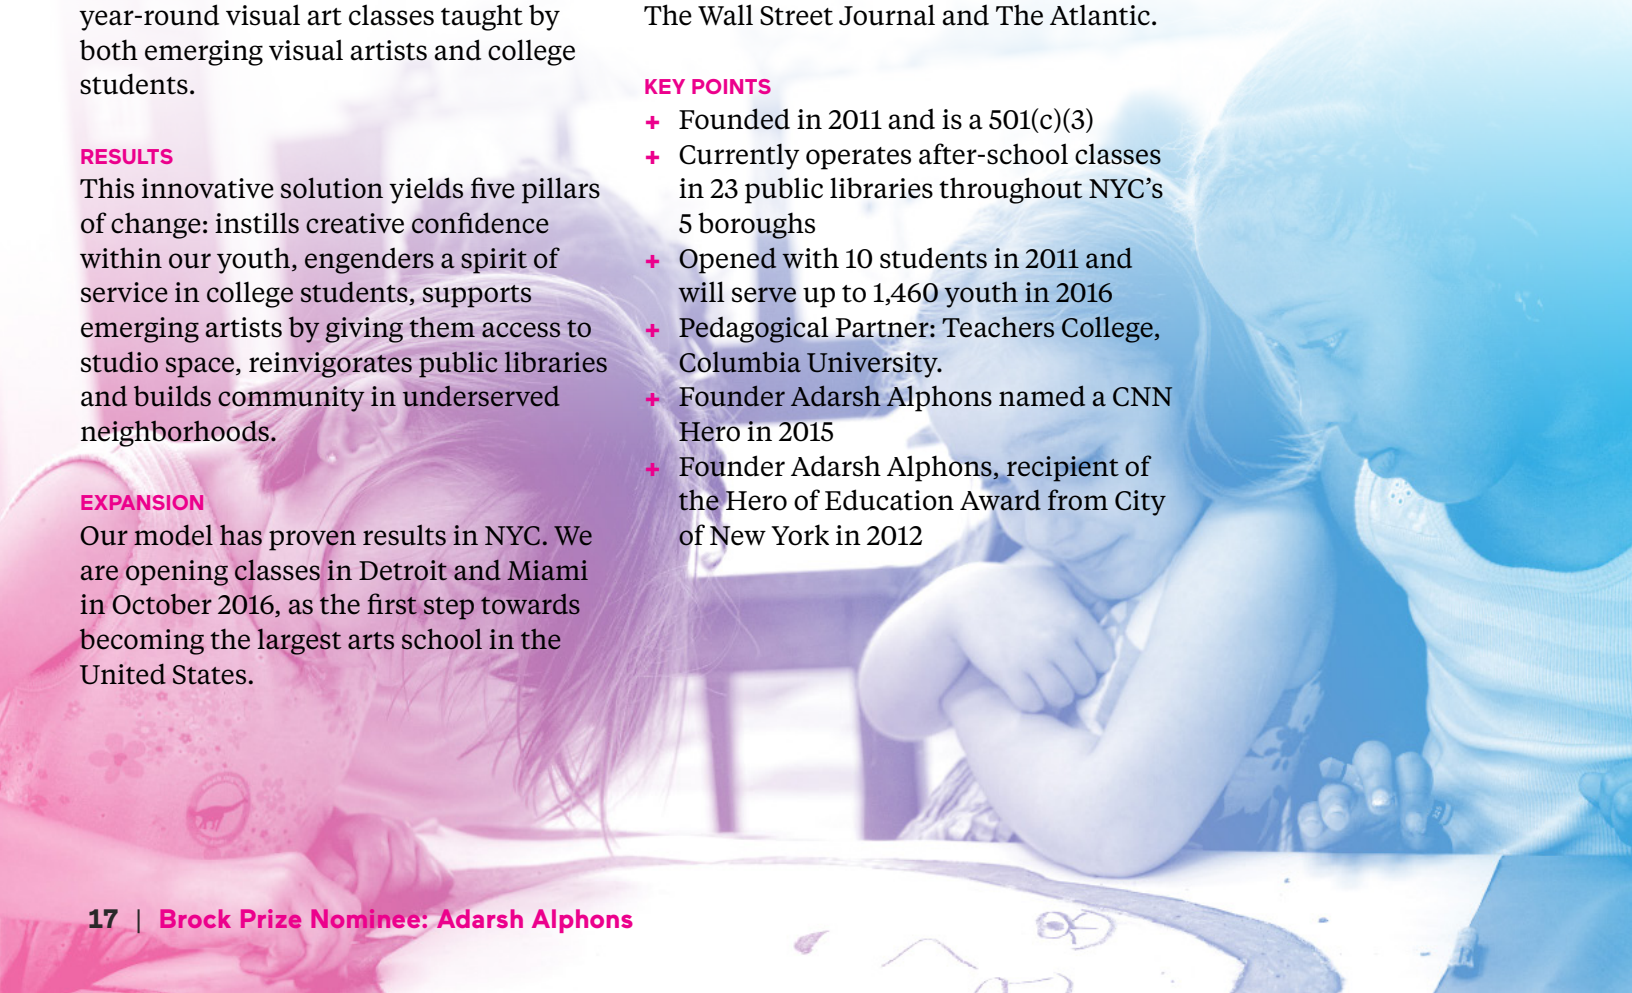 year-round visual art classes taught by
both emerging visual artists and college
students.
RESULTS
This innovative solution yields five pillars
of change: instills creative confidence
within our youth, engenders a spirit of
service in college students, supports
emerging artists by giving them access to
studio space, reinvigorates public libraries
and builds community in underserved
neighborhoods.
EXPANSION
Our model has proven results in NYC. We
are opening classes in Detroit and Miami
in October 2016, as the first step towards
becoming the largest arts school in the
United States.
The Wall Street Journal and The Atlantic.
KEY POINTS
+ Founded in 2011 and is a 501(c)(3)
+ Currently operates after-school classes
in 23 public libraries throughout NYC’s
5 boroughs
+ Opened with 10 students in 2011 and
will serve up to 1,460 youth in 2016
+ Pedagogical Partner: Teachers College,
Columbia University.
+ Founder Adarsh Alphons named a CNN
Hero in 2015
+ Founder Adarsh Alphons, recipient of
the Hero of Education Award from City
of New York in 2012
17 | Brock Prize Nominee: Adarsh Alphons